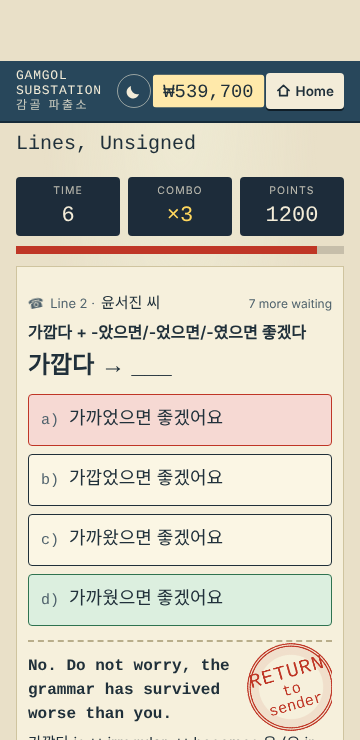 GAMGOL
SUBSTATION
감골 파출소
₩539,700
Home
Lines, Unsigned
TIME
6
COMBO
×3
POINTS
1200
☎ Line 2 · 윤서진 씨
7 more waiting
가깝다 + -았으면/-었으면/-였으면 좋겠다
가깝다 → ___
a) 가까었으면 좋겠어요
b) 가깝었으면 좋겠어요
c) 가까왔으면 좋겠어요
d) 가까웠으면 좋겠어요
No. Do not worry, the
grammar has survived
worse than you.
RETURN
to
sender